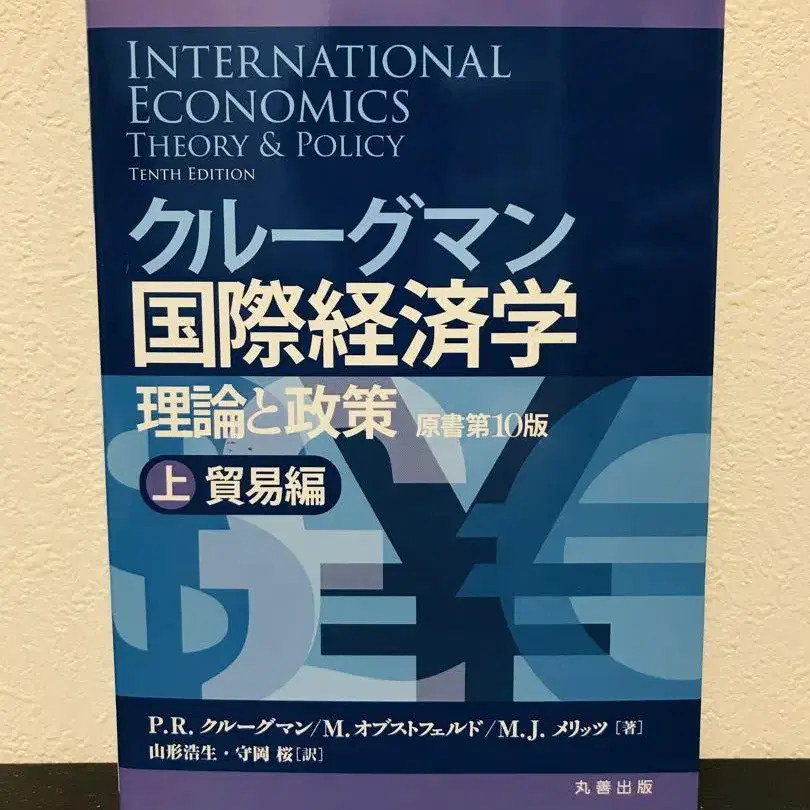 INTERNATIONAL
ECONOMICS
THEORY & POLICY
TENTH EDITION
クルーグマン
国際経済学
理論と政策 原書第10版
上 貿易編
P.R. クルーグマン/M. オブストフェルド/M.J. メリッツ[著]
山形浩生・守岡 桜[訳]
丸善出版